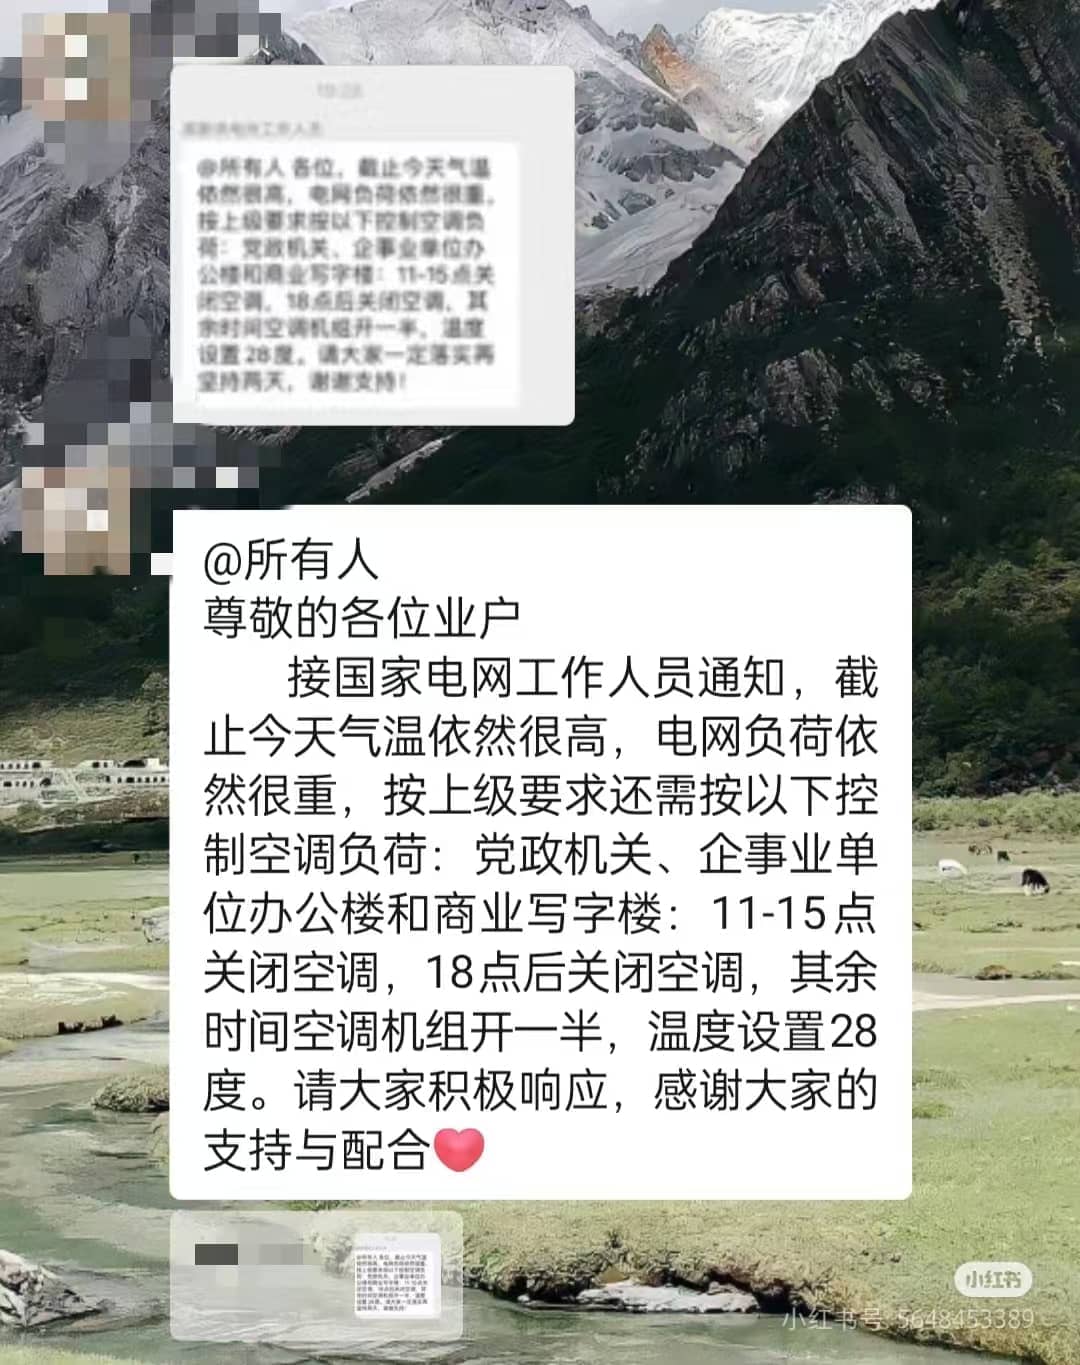 @所有人 各位，截止今天气温
依然很高，电网负荷依然很重，
按上级要求按以下控制空调负
荷：党政机关、企事业单位办
公楼和商业写字楼：11-15点关
闭空调，18点后关闭空调，其
余时间空调机组开一半，温度
设置28度。请大家一定落实再
坚持两天，谢谢支持！
@所有人
尊敬的各位业户
接国家电网工作人员通知，截
止今天气温依然很高，电网负荷依
然很重，按上级要求还需按以下控
制空调负荷：党政机关、企事业单
位办公楼和商业写字楼：11-15点
关闭空调，18点后关闭空调，其余
时间空调机组开一半，温度设置28
度。请大家积极响应，感谢大家的
支持与配合❤
小红书
小红书号: 5648453389